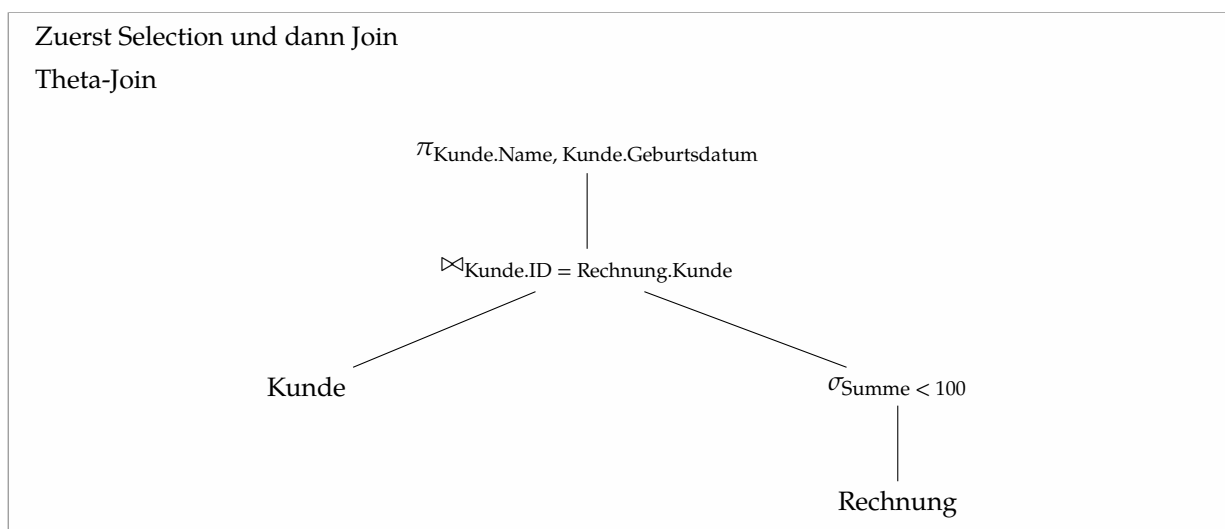 Zuerst Selection und dann Join
Theta-Join
πKunde.Name, Kunde.Geburtsdatum
⋈Kunde.ID = Rechnung.Kunde
Kunde
σSumme < 100
Rechnung